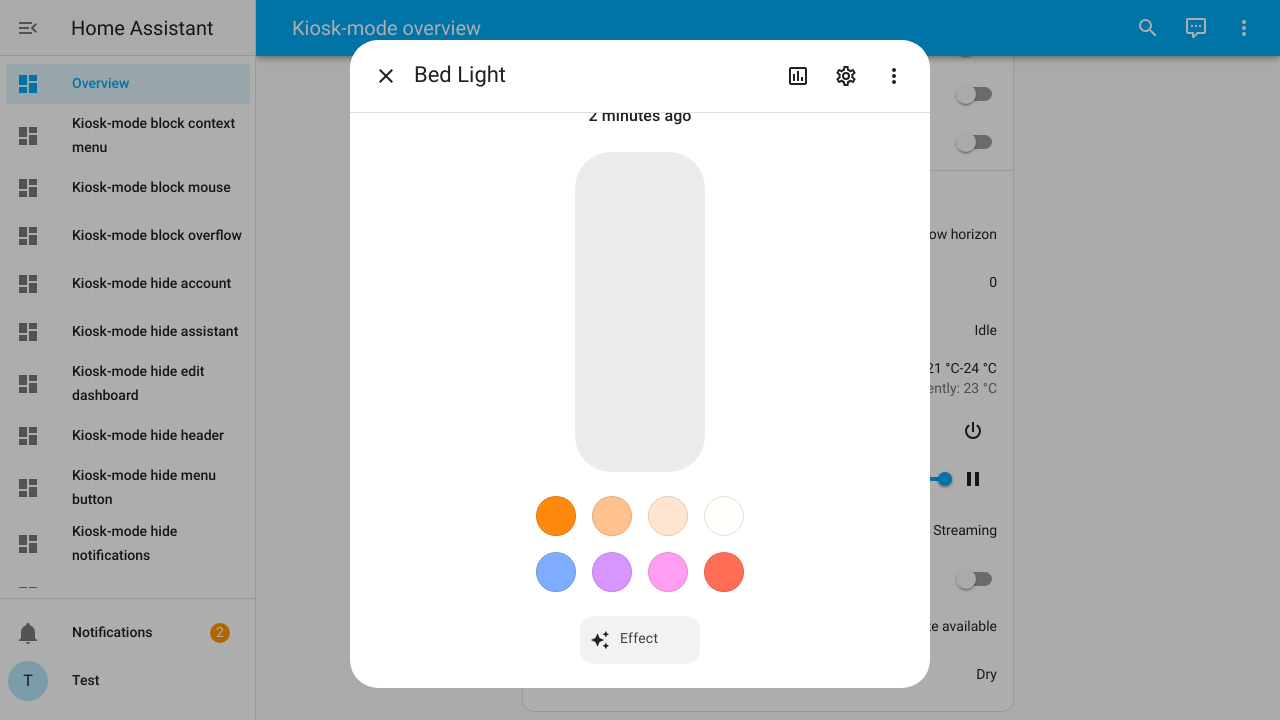 Home Assistant
Kiosk-mode overview
Overview
Kiosk-mode block context
menu
Kiosk-mode block mouse
Kiosk-mode block overflow
Kiosk-mode hide account
Kiosk-mode hide assistant
Kiosk-mode hide edit
dashboard
Kiosk-mode hide header
Kiosk-mode hide menu
button
Kiosk-mode hide
notifications
Notifications
2
T
Test
Bed Light
2 minutes ago
Effect
horizon
0
Idle
21 °C-24 °C
23 °C
Streaming
available
Dry